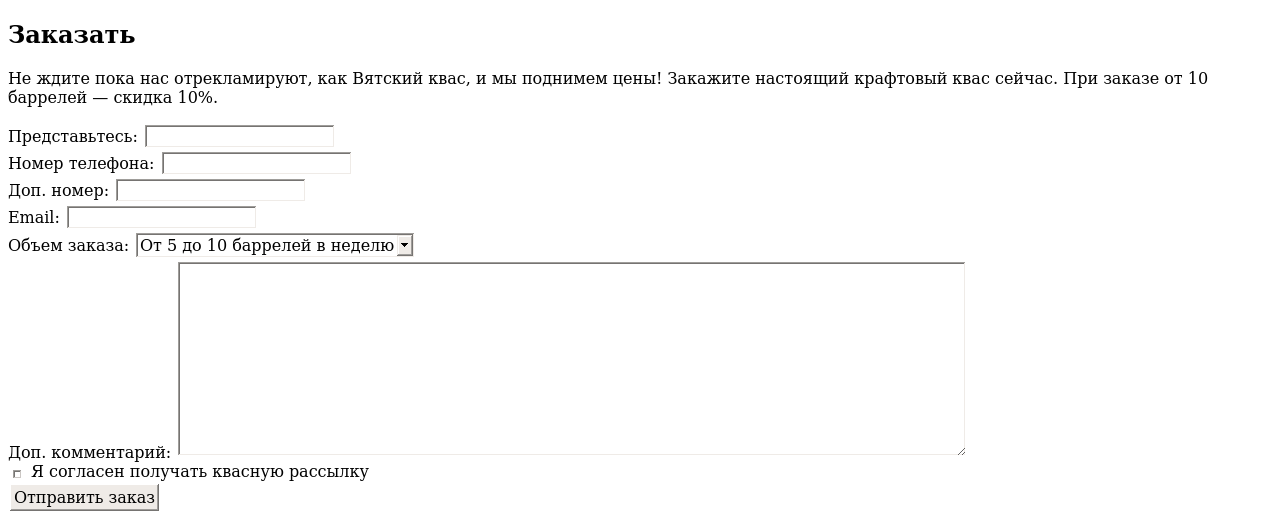 Заказать
Не ждите пока нас отрекламируют, как Вятский квас, и мы поднимем цены! Закажите настоящий крафтовый квас сейчас. При заказе от 10
баррелей — скидка 10%.
Представьтесь:
Номер телефона:
Доп. номер:
Email:
Объем заказа: От 5 до 10 баррелей в неделю
Доп. комментарий:
Я согласен получать квасную рассылку
Отправить заказ